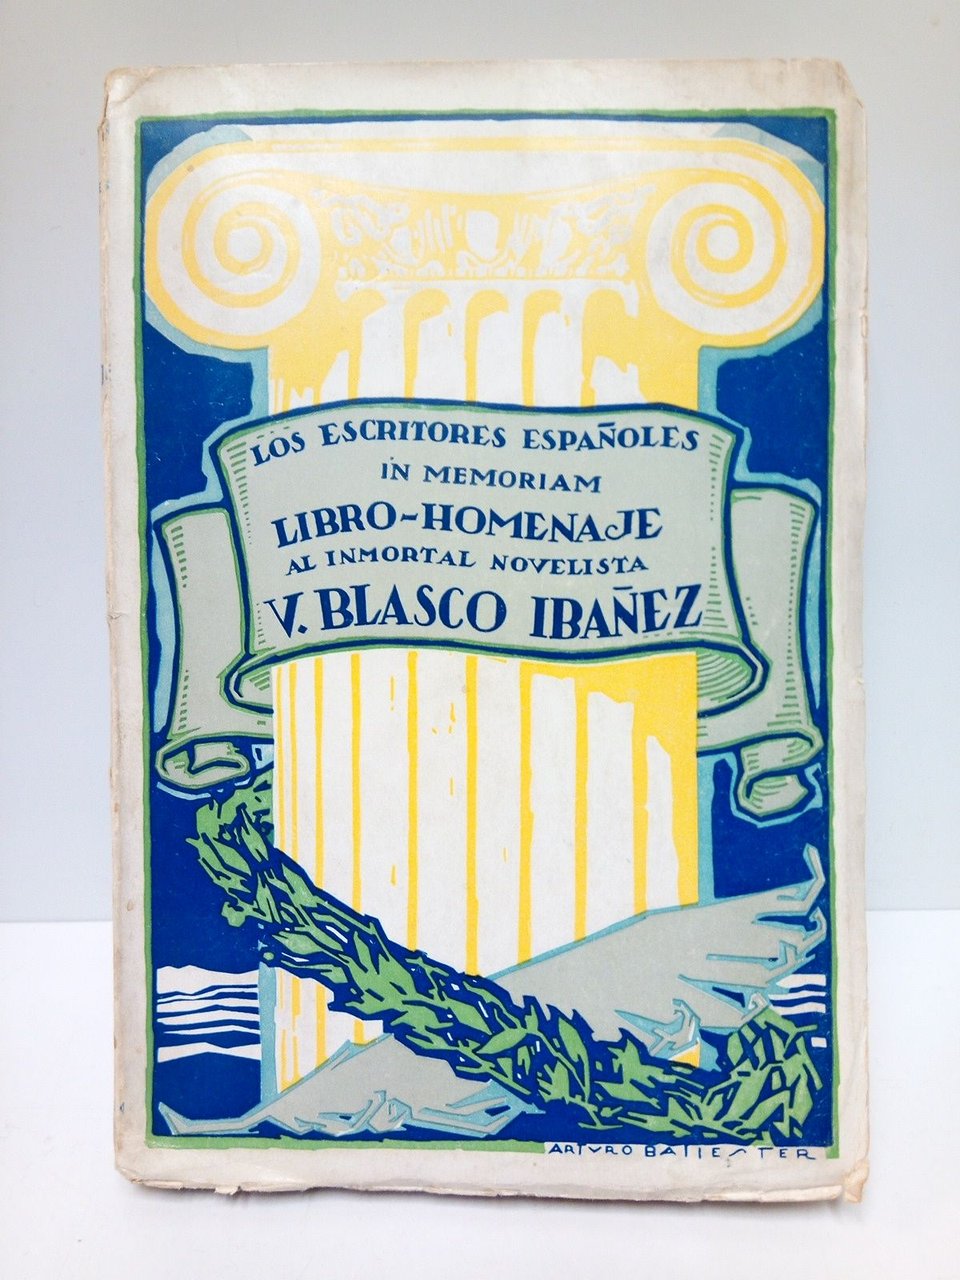 LOS ESCRITORES ESPAÑOLES
IN MEMORIAM
LIBRO-HOMENAJE
AL INMORTAL NOVELISTA
V. BLASCO IBAÑEZ
ARTURO BALLESTER